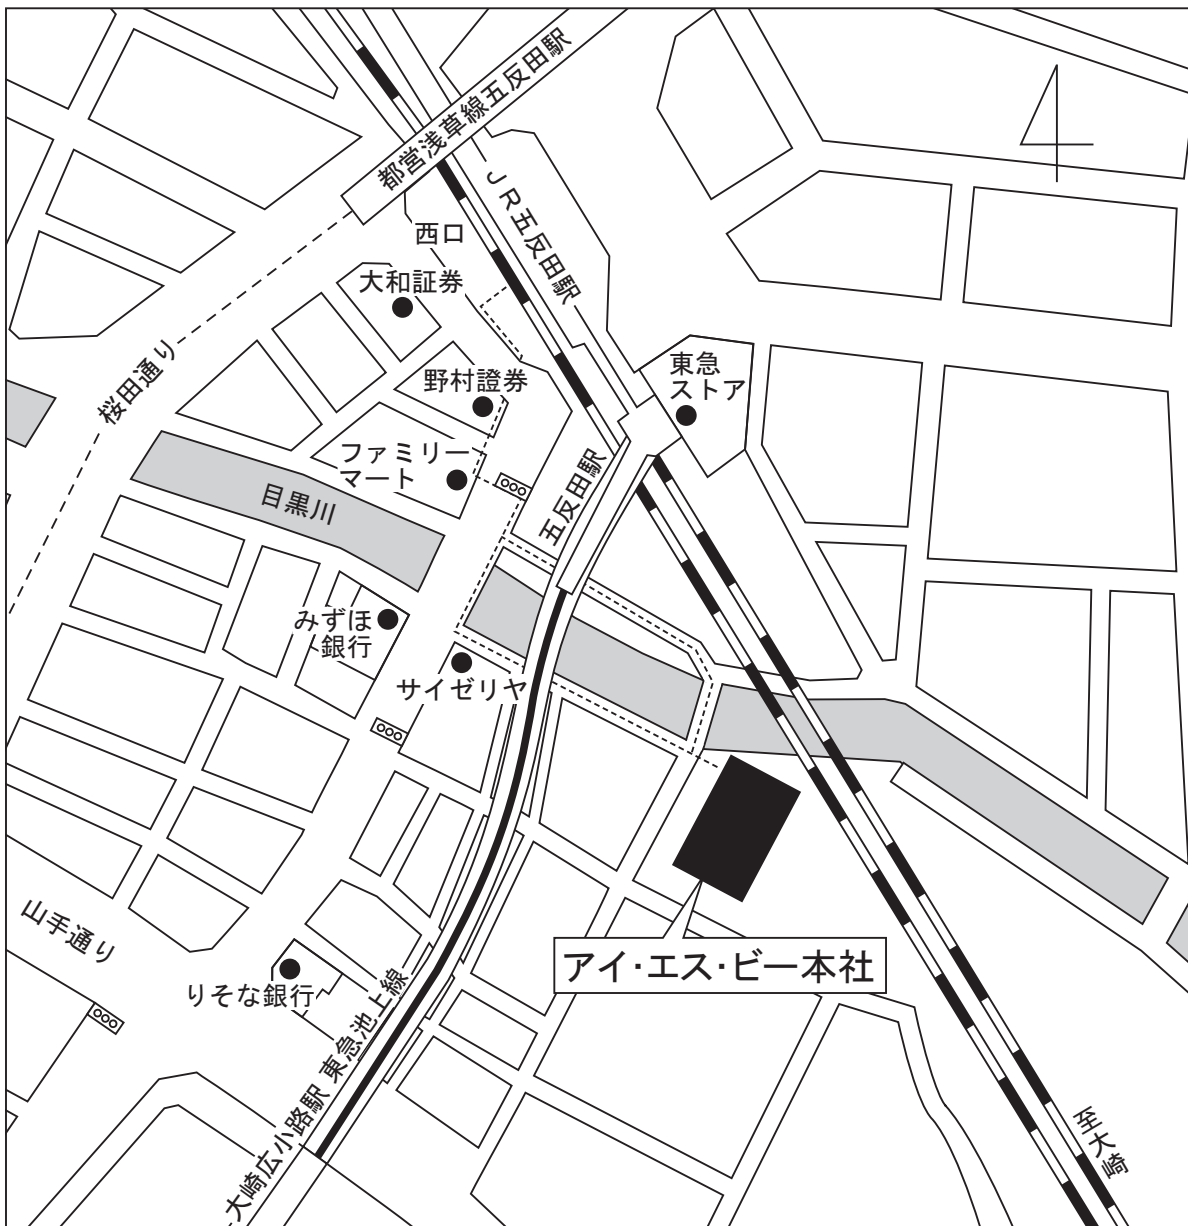 都営浅草線五反田駅
JR五反田駅
西口
大和証券
東急
ストア
桜田通り
野村證券
ファミリー
マート
五反田駅
目黒川
みずほ
銀行
サイゼリヤ
山手通り
アイ・エス・ビー本社
りそな銀行
東急池上線
大崎広小路駅
至大崎